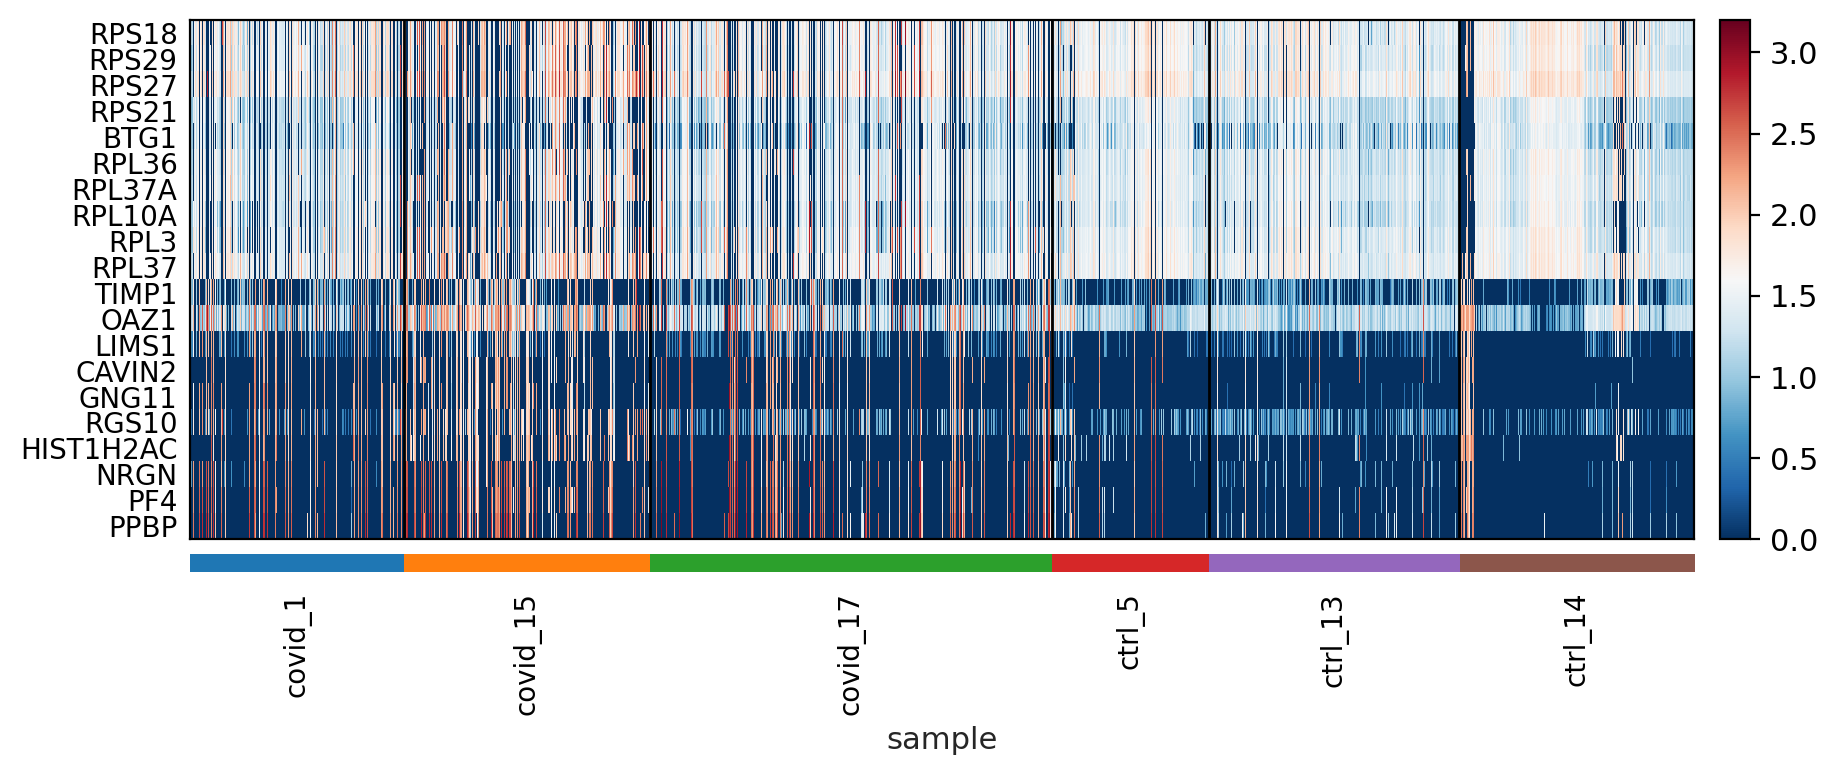 RPS18
RPS29
RPS27
RPS21
BTG1
RPL36
RPL37A
RPL10A
RPL3
RPL37
TIMP1
OAZ1
LIMS1
CAVIN2
GNG11
RGS10
HIST1H2AC
NRGN
PF4
PPBP
3.0
2.5
2.0
1.5
1.0
0.5
0.0
covid_1
covid_15
covid_17
ctrl_5
ctrl_13
ctrl_14
sample